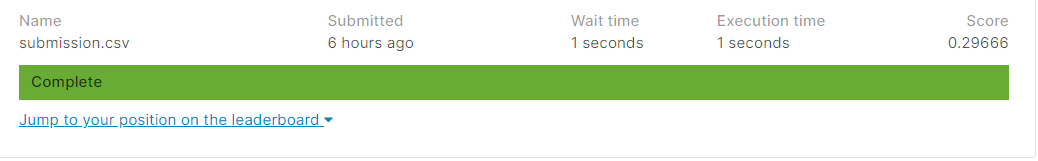 Name Submitted Wait time Execution time Score
submission.csv 6 hours ago 1 seconds 1 seconds 0.29666
Complete
Jump to your position on the leaderboard